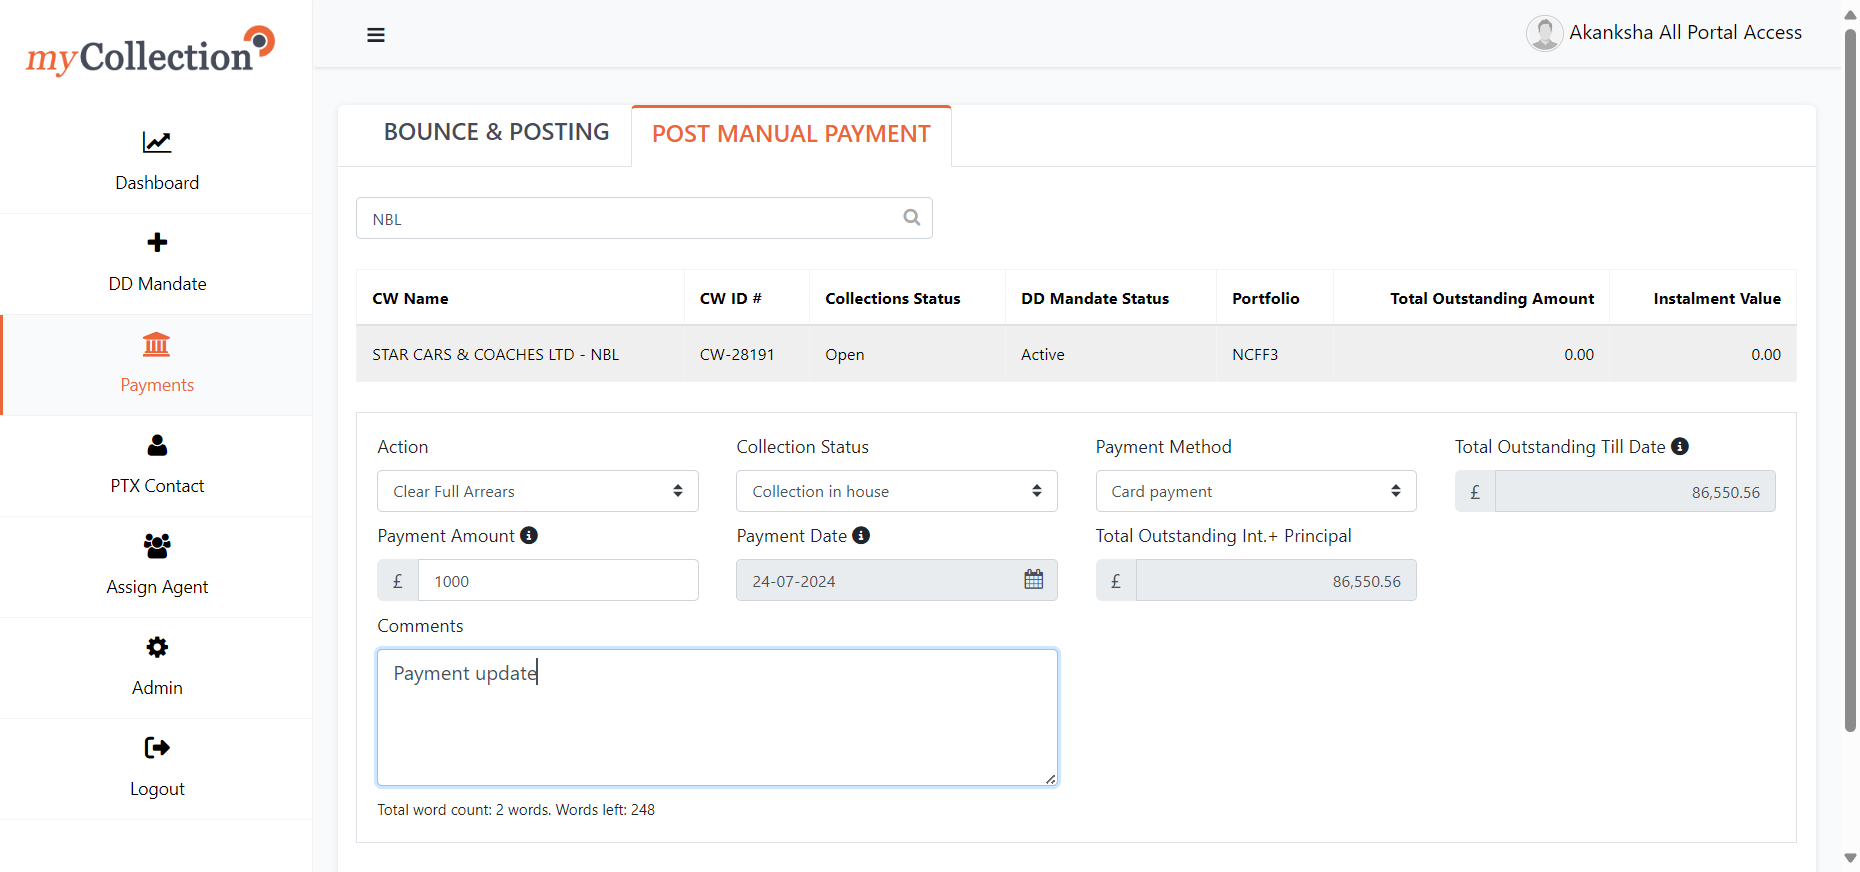 myCollection
Akanksha All Portal Access
Dashboard
DD Mandate
Payments
PTX Contact
Assign Agent
Admin
Logout
BOUNCE & POSTING
POST MANUAL PAYMENT
NBL
CW Name CW ID # Collections Status DD Mandate Status Portfolio Total Outstanding Amount Instalment Value
STAR CARS & COACHES LTD - NBL CW-28191 Open Active NCFF3 0.00 0.00
Action Collection Status Payment Method Total Outstanding Till Date
Clear Full Arrears Collection in house Card payment £ 86,550.56
Payment Amount Payment Date Total Outstanding Int.+ Principal
£ 1000 24-07-2024 £ 86,550.56
Comments
Payment update
Total word count: 2 words. Words left: 248